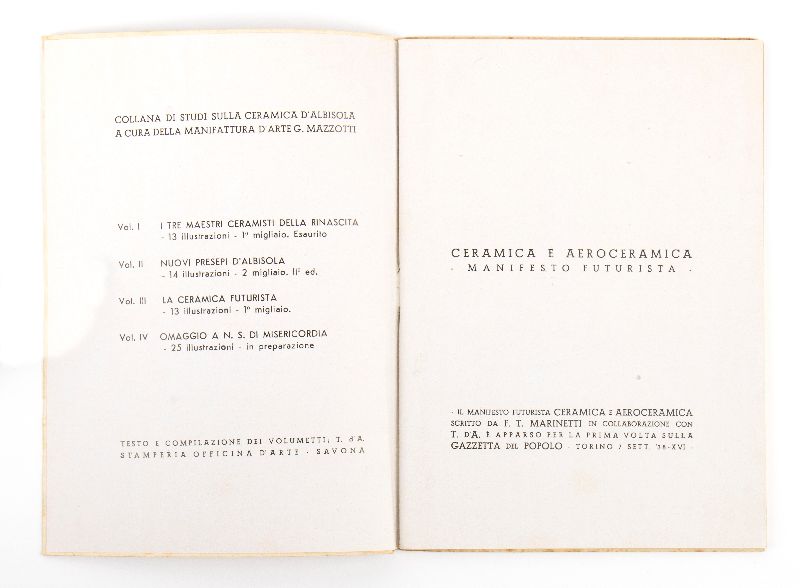 COLLANA DI STUDI SULLA CERAMICA D'ALBISOLA
A CURA DELLA MANIFATTURA D'ARTE G. MAZZOTTI
Vol. I I TRE MAESTRI CERAMISTI DELLA RINASCITA
- 13 illustrazioni - 1° migliaio. Esaurito
Vol. II NUOVI PRESEPI D'ALBISOLA
- 14 illustrazioni - 2 migliaio. IIª ed.
Vol. III LA CERAMICA FUTURISTA
- 13 illustrazioni - 1° migliaio.
Vol. IV OMAGGIO A N. S. DI MISERICORDIA
- 25 illustrazioni - in preparazione
TESTO E COMPILAZIONE DEI VOLUMETTI; T. d'A.
STAMPERIA OFFICINA D'ARTE - SAVONA
CERAMICA E AEROCERAMICA
- MANIFESTO FUTURISTA -
- IL MANIFESTO FUTURISTA CERAMICA E AEROCERAMICA
SCRITTO DA F. T. MARINETTI IN COLLABORAZIONE CON
T. d'A. È APPARSO PER LA PRIMA VOLTA SULLA
GAZZETTA DEL POPOLO - TORINO / SETT. '38-XVI -